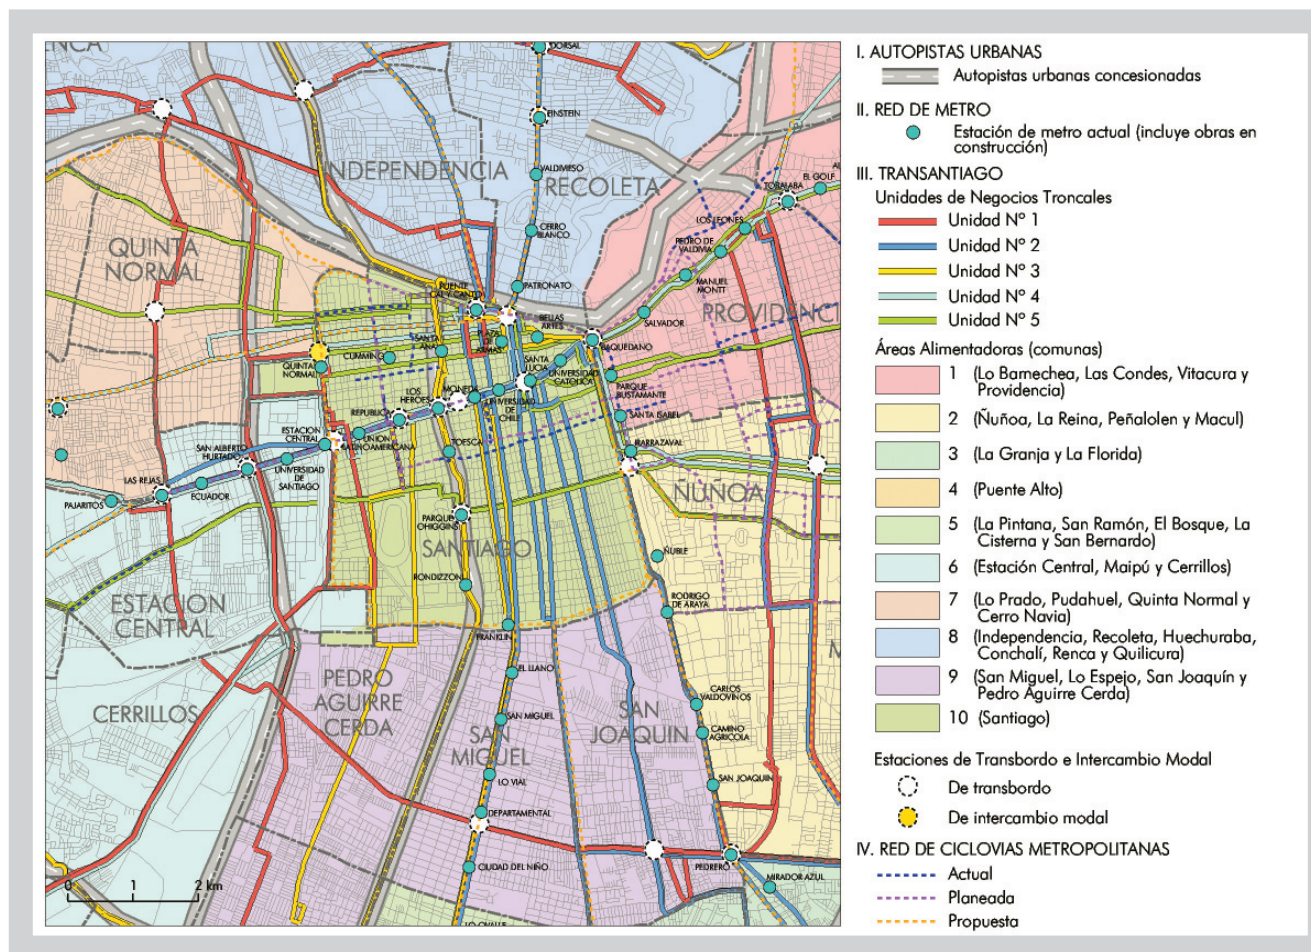 ENCA
DORSAL
EINSTEIN
INDEPENDENCIA
VALDIVIESO
RECOLETA
TOBALABA
EL GOLF
LOS LEONES
CERRO
BLANCO
PEDRO DE
VALDIVIA
QUINTA
NORMAL
MANUEL
MONTT
PUENTE
CAL Y CANTO
PATRONATO
SALVADOR
PROVIDENCI
BELLAS
ARTES
PLAZA
DE
ARMAS
SANTA
ANA
CUMMING
BAQUEDANO
QUINTA
NORMAL
SANTA
LUCIA
UNIVERSIDAD
CATOLICA
LOS
HEROES
MONEDA
PARQUE
BUSTAMANTE
REPUBLICA
UNIVERSIDAD
DE
CHILE
SANTA ISABEL
ESTACION
CENTRAL
UNION
LATINOAMERICANA
TOESCA
IRARRAZAVAL
SAN ALBERTO
HURTADO
UNIVERSIDAD
DE
SANTIAGO
LAS REJAS
ECUADOR
PAJARITOS
ÑUÑOA
PARQUE
OHIGGINS
SANTIAGO
ÑUBLE
RONDIZZONI
RODRIGO
DE ARAYA
ESTACION
CENTRAL
FRANKLIN
EL LLANO
PEDRO
AGUIRRE
CERDA
CARLOS
VALDOVINOS
CERRILLOS
SAN MIGUEL
SAN
MIGUEL
SAN
JOAQUIN
CAMINO
AGRICOLA
LO VIAL
SAN JOAQUIN
DEPARTAMENTAL
CIUDAD DEL NIÑO
PEDRERO
MIRADOR AZUL
LO OVALLE
0 1 2 km
I. AUTOPISTAS URBANAS
Autopistas urbanas concesionadas
II. RED DE METRO
Estación de metro actual (incluye obras en
construcción)
III. TRANSANTIAGO
Unidades de Negocios Troncales
Unidad Nº 1
Unidad Nº 2
Unidad Nº 3
Unidad Nº 4
Unidad Nº 5
Áreas Alimentadoras (comunas)
1 (Lo Barnechea, Las Condes, Vitacura y
Providencia)
2 (Ñuñoa, La Reina, Peñalolen y Macul)
3 (La Granja y La Florida)
4 (Puente Alto)
5 (La Pintana, San Ramón, El Bosque, La
Cisterna y San Bernardo)
6 (Estación Central, Maipú y Cerrillos)
7 (Lo Prado, Pudahuel, Quinta Normal y
Cerro Navia)
8 (Independencia, Recoleta, Huechuraba,
Conchalí, Renca y Quilicura)
9 (San Miguel, Lo Espejo, San Joaquín y
Pedro Aguirre Cerda)
10 (Santiago)
Estaciones de Transbordo e Intercambio Modal
De transbordo
De intercambio modal
IV. RED DE CICLOVIAS METROPOLITANAS
Actual
Planeada
Propuesta